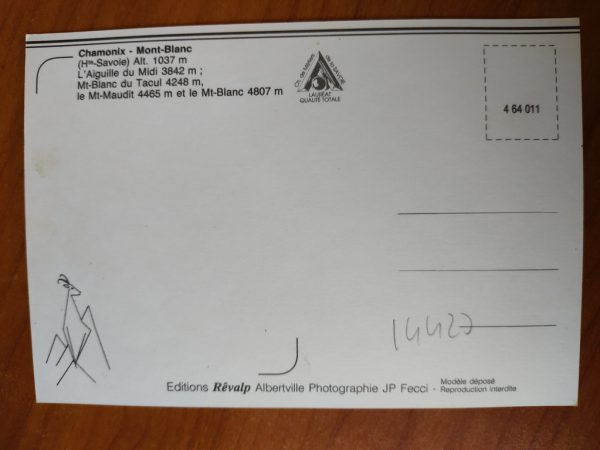 Chamonix - Mont-Blanc
(Hte-Savoie) Alt. 1037 m
L'Aiguille du Midi 3842 m ;
Mt-Blanc du Tacul 4248 m,
le Mt-Maudit 4465 m et le Mt-Blanc 4807 m
LAURÉAT
QUALITÉ TOTALE
4 64 011
14427
Editions Rêvalp Albertville Photographie JP Fecci -
Modèle déposé
Reproduction interdite